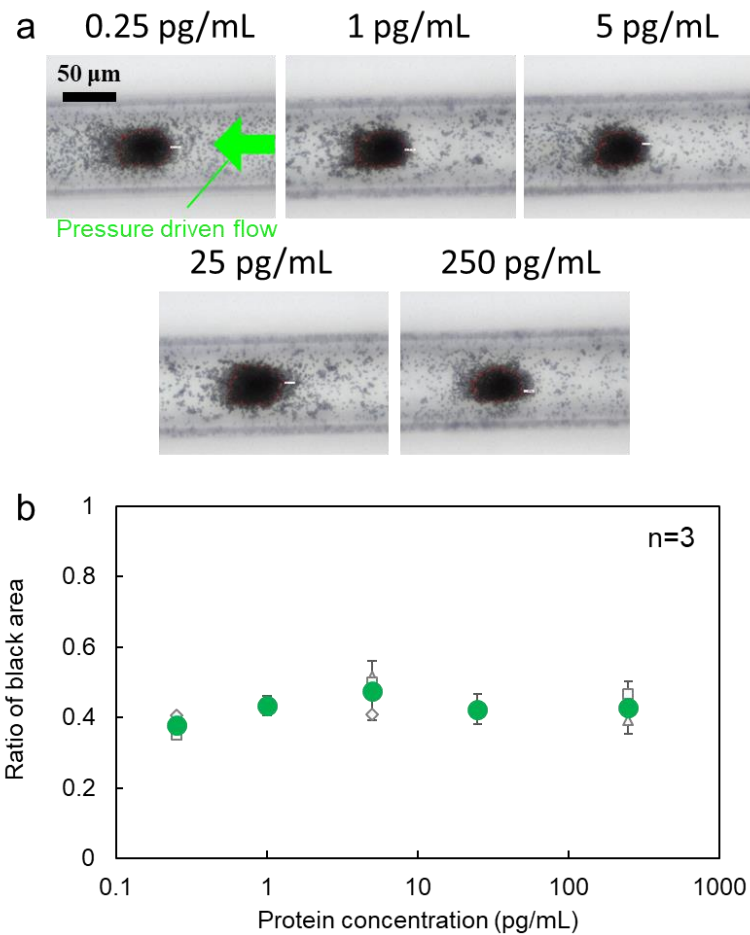 a
0.25 pg/mL
1 pg/mL
5 pg/mL
50 µm
Pressure driven flow
25 pg/mL
250 pg/mL
b
n=3
1
0.8
0.6
0.4
0.2
0
Ratio of black area
0.1
1
10
100
1000
Protein concentration (pg/mL)